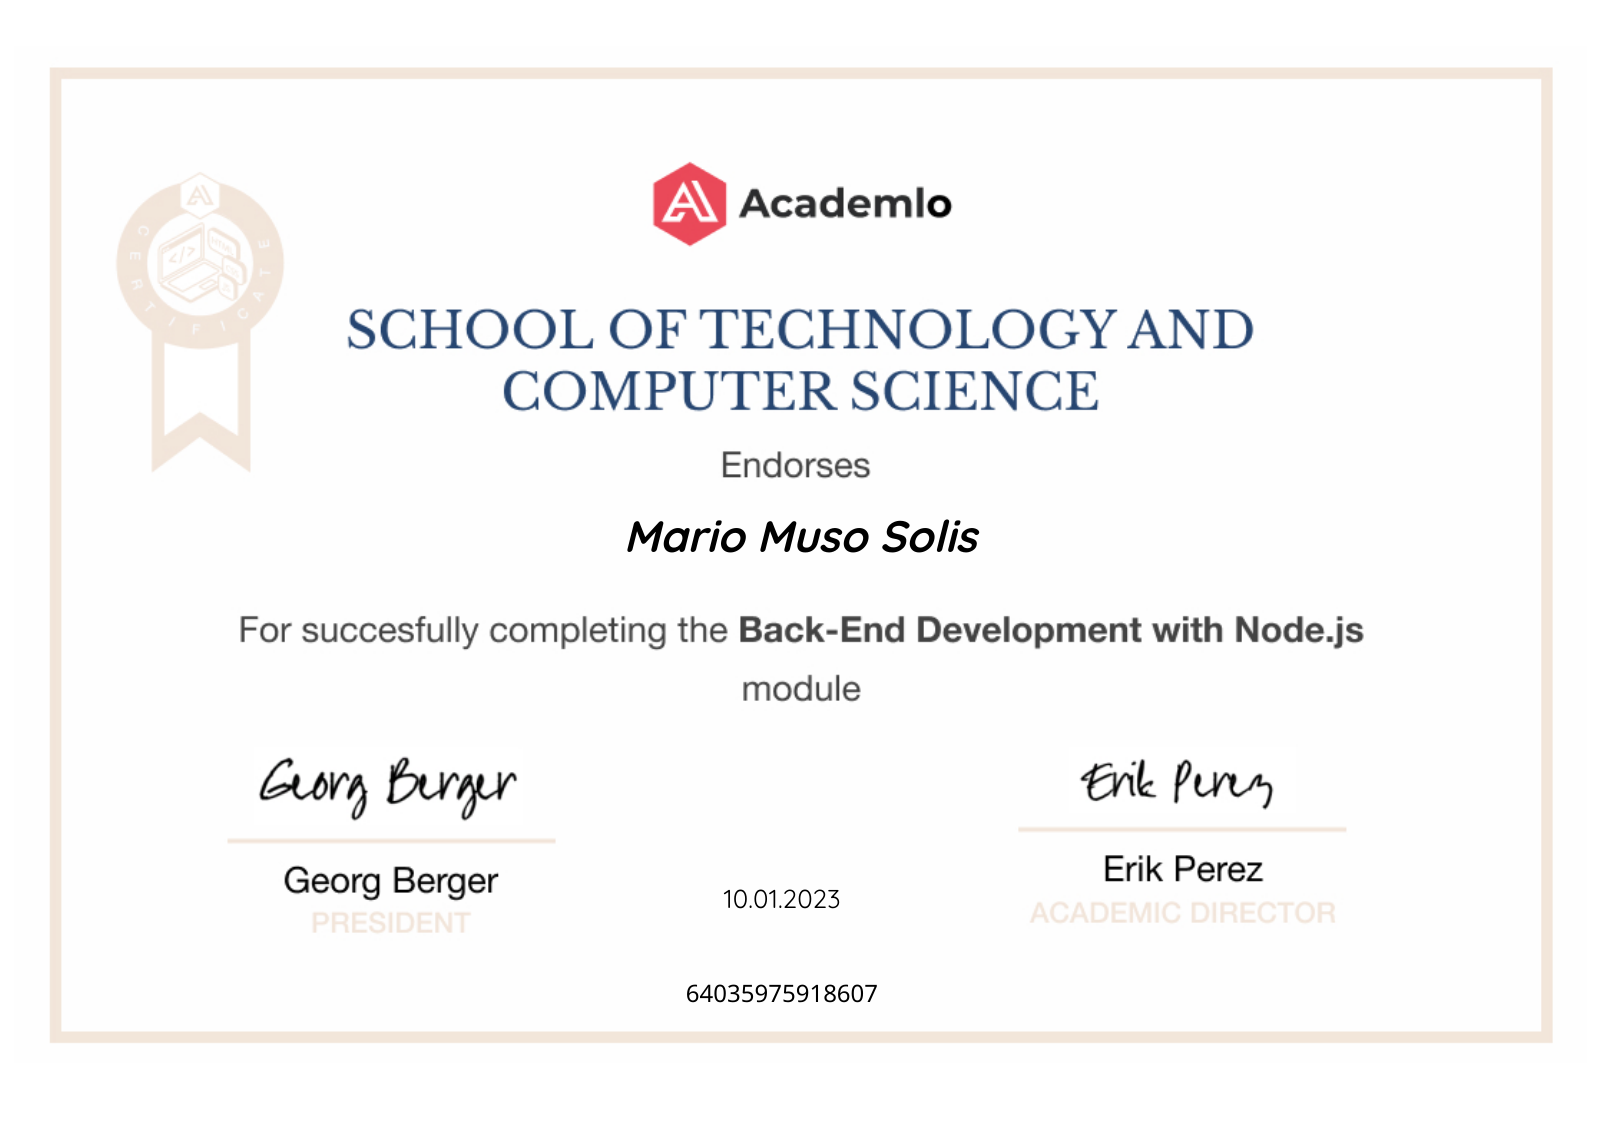 Academlo
CERTIFICATE
SCHOOL OF TECHNOLOGY AND
COMPUTER SCIENCE
Endorses
Mario Muso Solis
For succesfully completing the Back-End Development with Node.js
module
Georg Berger
Georg Berger
PRESIDENT
Erik Perez
Erik Perez
ACADEMIC DIRECTOR
10.01.2023
64035975918607